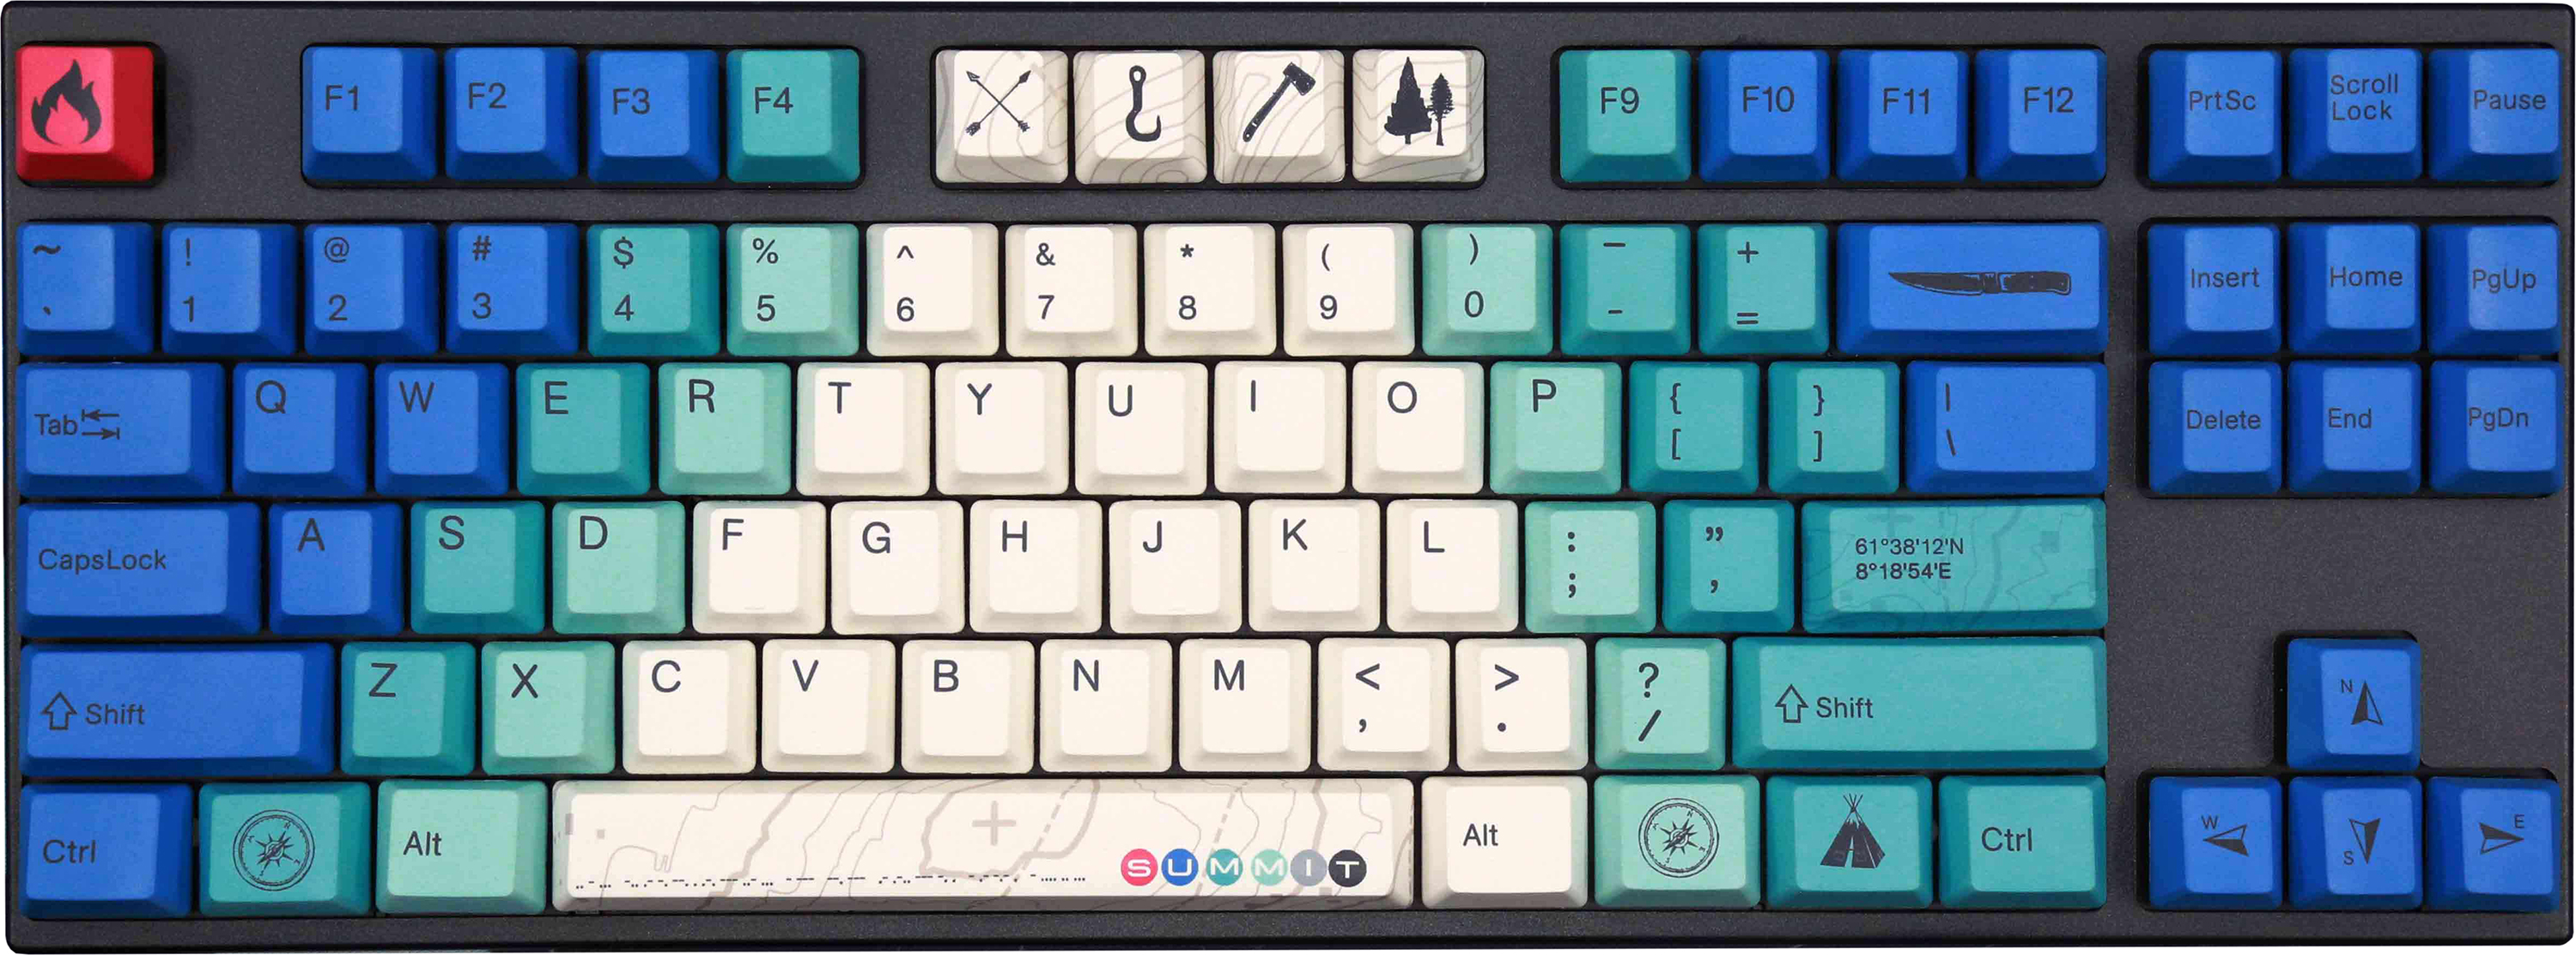 F1 F2 F3 F4 F9 F10 F11 F12 PrtSc Scroll Pause
Lock
~ ! @ # $ % ^ & * ( ) — +
` 1 2 3 4 5 6 7 8 9 0 - =
Insert Home PgUp
Tab Q W E R T Y U I O P { } |
[ ] \
Delete End PgDn
CapsLock A S D F G H J K L : ”
; ’
61°38'12'N
8°18'54'E
Shift Z X C V B N M < > ? Shift
, . /
N
Ctrl Alt SUMMIT Alt Ctrl
W S E